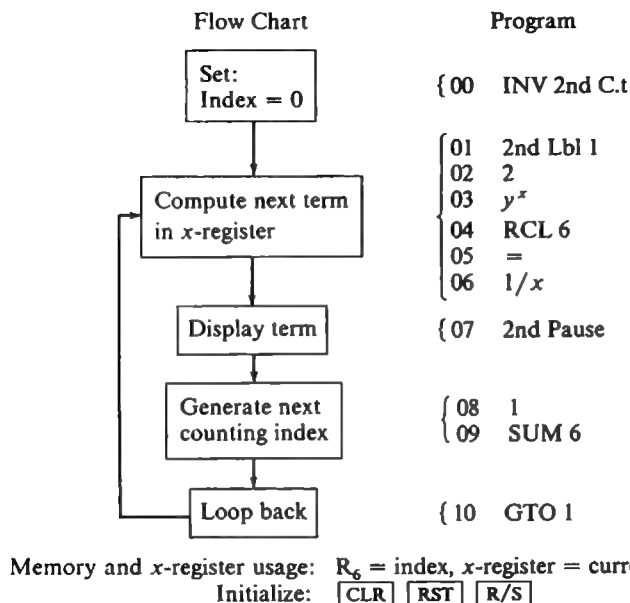 Flow Chart Program
Set:
Index = 0
{ 00 INV 2nd C.t
01 2nd Lbl 1
02 2
03 yˣ
04 RCL 6
05 =
06 1/x
Compute next term
in x-register
Display term
{ 07 2nd Pause
Generate next
counting index
08 1
09 SUM 6
Loop back
{ 10 GTO 1
Memory and x-register usage: R₆ = index, x-register =
Initialize: CLR RST R/S